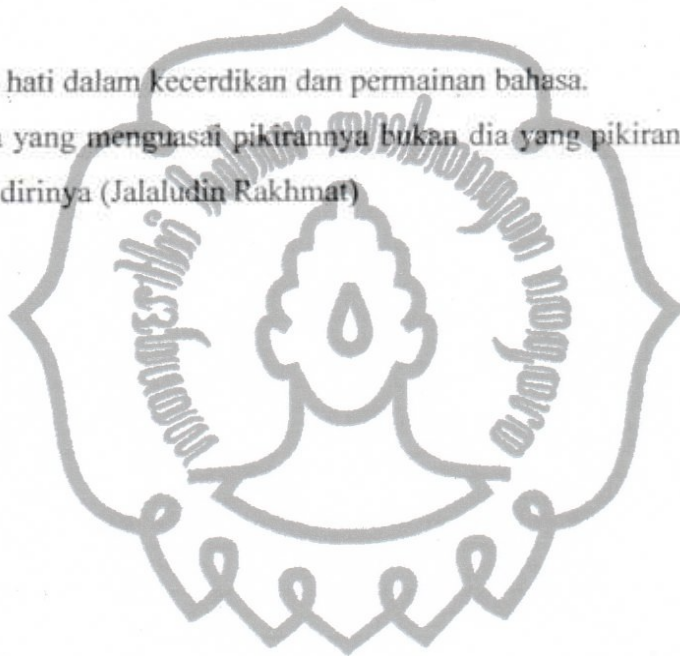 hati dalam kecerdikan dan permainan bahasa.
yang menguasai pikirannya bukan dia yang pikiran
dirinya (Jalaludin Rakhmat)